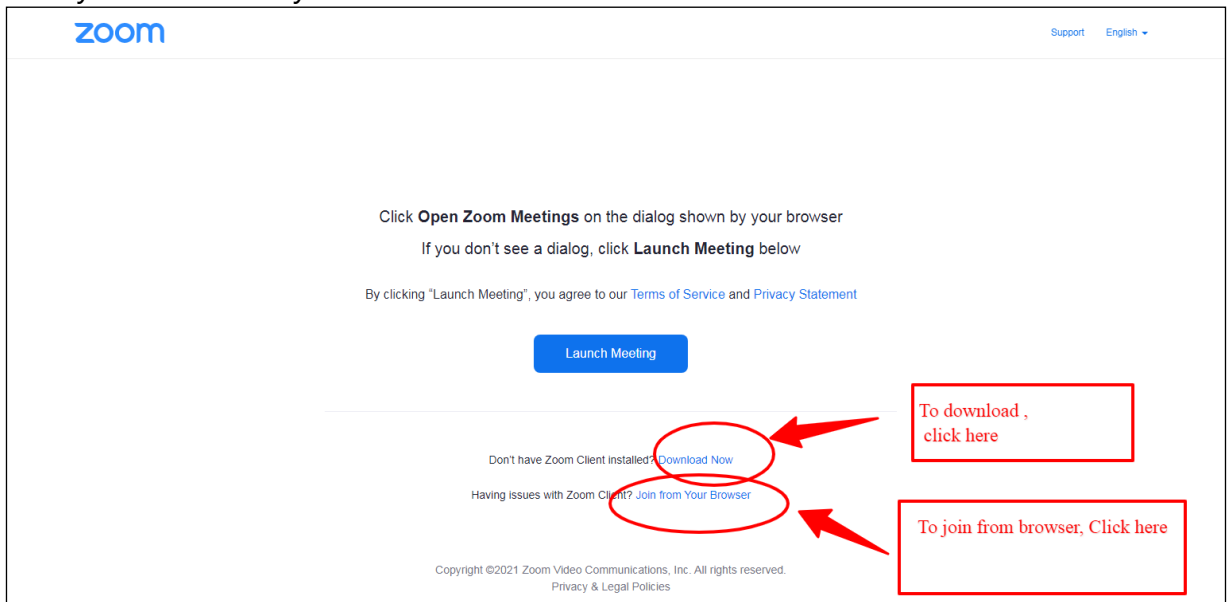 zoom
Support English
Click Open Zoom Meetings on the dialog shown by your browser
If you don't see a dialog, click Launch Meeting below
By clicking "Launch Meeting", you agree to our Terms of Service and Privacy Statement
Launch Meeting
To download ,
click here
Don't have Zoom Client installed? Download Now
Having issues with Zoom Client? Join from Your Browser
To join from browser, Click here
Copyright ©2021 Zoom Video Communications, Inc. All rights reserved.
Privacy & Legal Policies